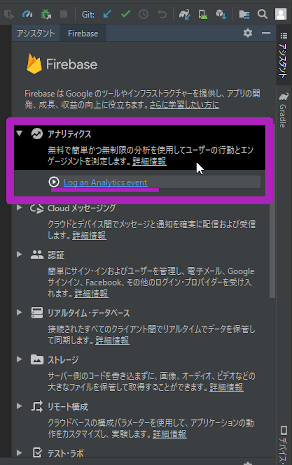 Git:
アシスタント
Firebase
Firebase
Firebase は Google のツールやインフラストラクチャーを提供し、アプリの開
発、成長、収益の向上に役立ちます。さらに学習したい方に
アナリティクス
無料で簡単かつ無制限の分析を使用してユーザーの行動とエン
ゲージメントを測定します。詳細情報
Log an Analytics event
Cloud メッセージング
クラウドとデバイス間でメッセージと通知を確実に配信および受信
します。詳細情報
認証
簡単にサイン・インおよびユーザーを管理し、電子メール、Google
サインイン、Facebook、その他のログイン・プロバイダーを受け入
れます。詳細情報
リアルタイム・データベース
接続されたすべてのクライアント間でリアルタイムでデータを保管し
て同期します。詳細情報
ストレージ
サーバー側のコードを書き込まずに、画像、オーディオ、ビデオなどの
大きなファイルを保管して取得することができます。詳細情報
リモート構成
クラウドベースの構成パラメーターを使用して、アプリケーションの動
作をカスタマイズし、実験します。詳細情報
テスト・ラボ
アシスタント
Gradle
デバイス